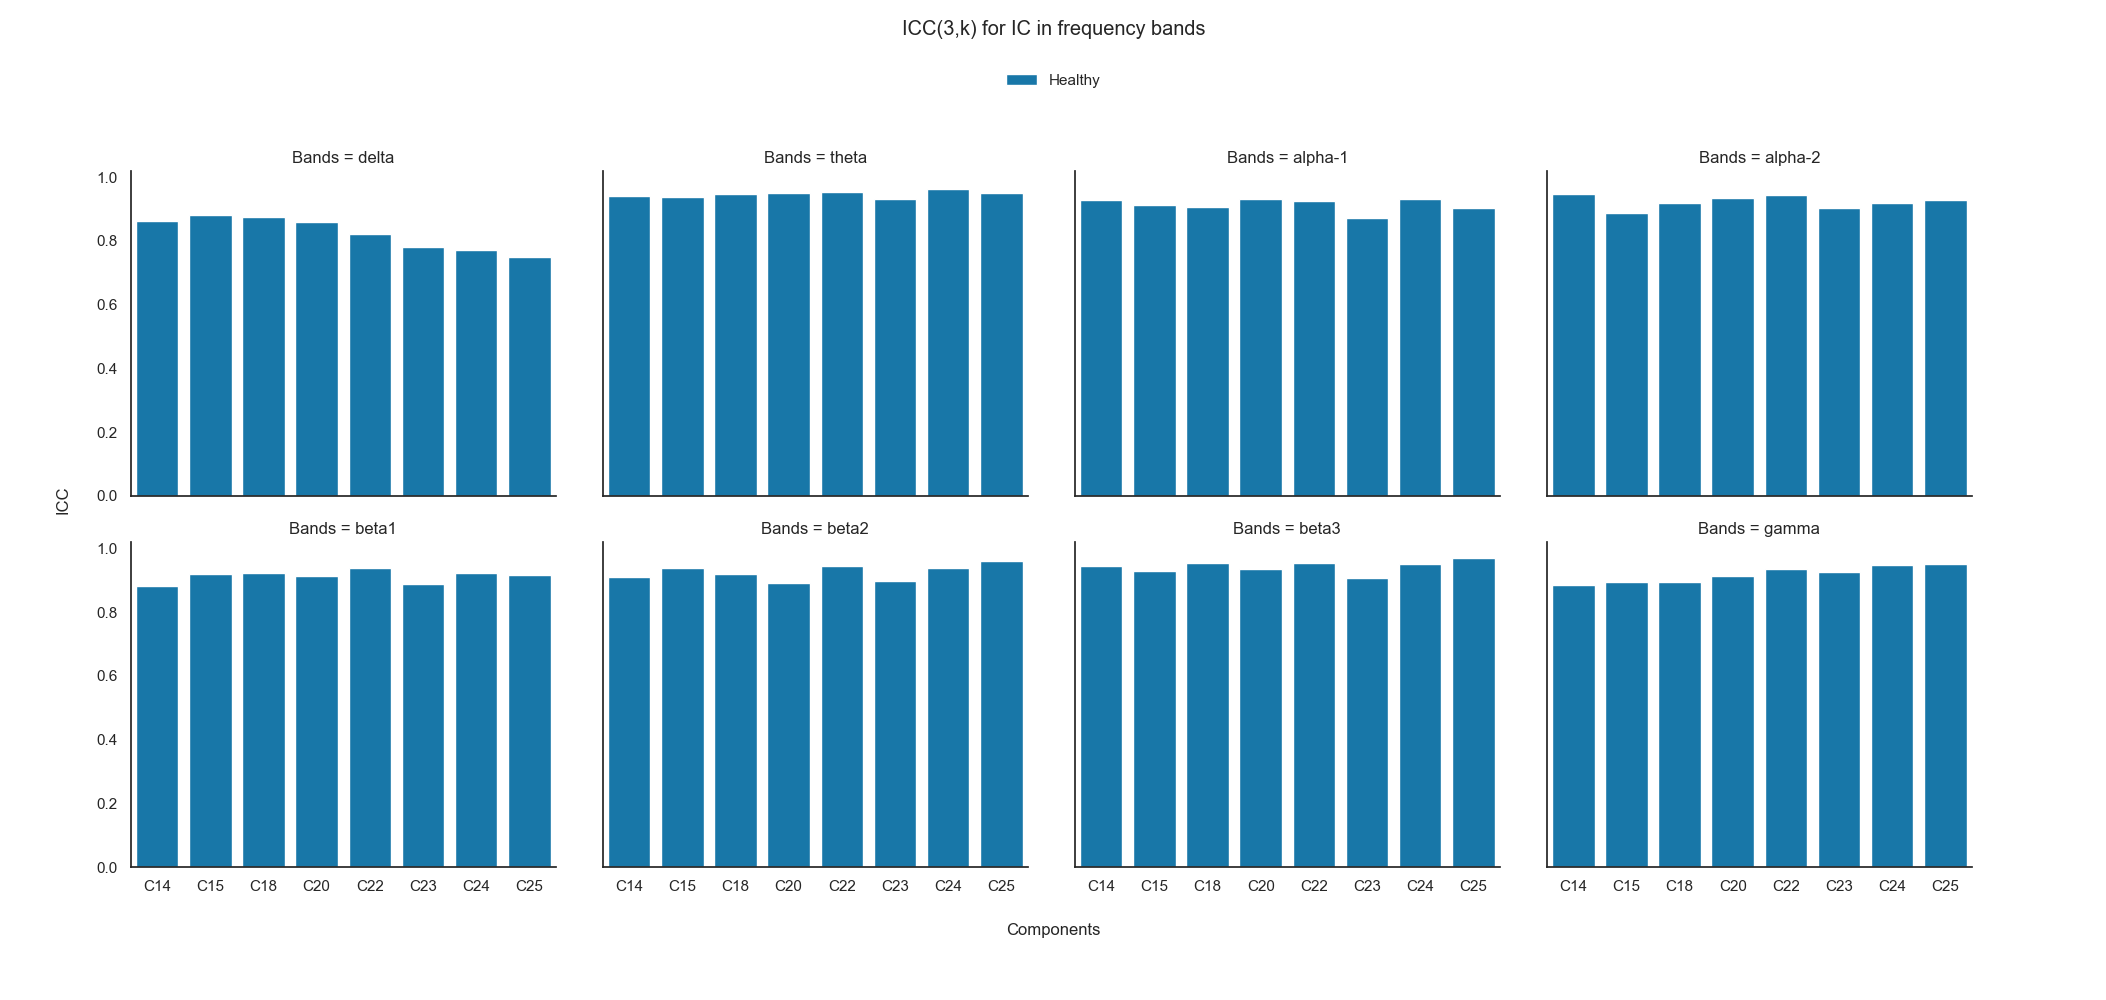 ICC(3,k) for IC in frequency bands
Healthy
Bands = delta
Bands = theta
Bands = alpha-1
Bands = alpha-2
1.0
0.8
0.6
0.4
0.2
0.0
ICC
Bands = beta1
Bands = beta2
Bands = beta3
Bands = gamma
1.0
0.8
0.6
0.4
0.2
0.0
C14 C15 C18 C20 C22 C23 C24 C25
C14 C15 C18 C20 C22 C23 C24 C25
C14 C15 C18 C20 C22 C23 C24 C25
C14 C15 C18 C20 C22 C23 C24 C25
Components